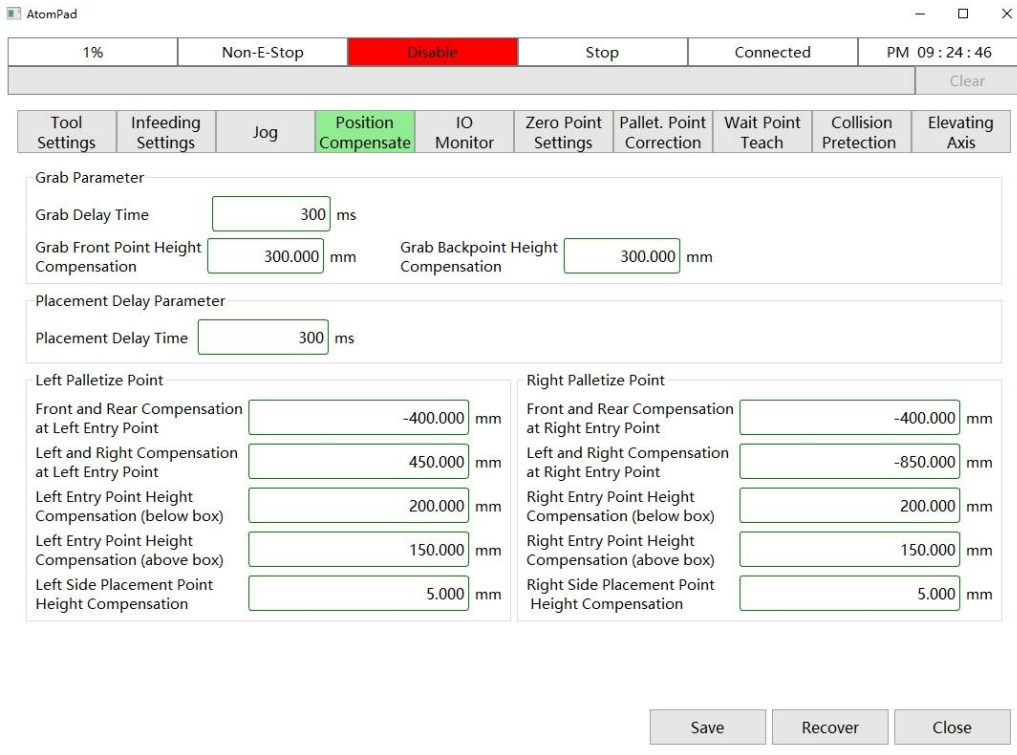 AtomPad
1%
Non-E-Stop
Disable
Stop
Connected
PM 09 : 24 : 46
Clear
Tool
Settings
Infeeding
Settings
Jog
Position
Compensate
IO
Monitor
Zero Point
Settings
Pallet. Point
Correction
Wait Point
Teach
Collision
Pretection
Elevating
Axis
Grab Parameter
Grab Delay Time 300 ms
Grab Front Point Height
Compensation
300.000 mm
Grab Backpoint Height
Compensation
300.000 mm
Placement Delay Parameter
Placement Delay Time 300 ms
Left Palletize Point
Front and Rear Compensation
at Left Entry Point
-400.000 mm
Left and Right Compensation
at Left Entry Point
450.000 mm
Left Entry Point Height
Compensation (below box)
200.000 mm
Left Entry Point Height
Compensation (above box)
150.000 mm
Left Side Placement Point
Height Compensation
5.000 mm
Right Palletize Point
Front and Rear Compensation
at Right Entry Point
-400.000 mm
Left and Right Compensation
at Right Entry Point
-850.000 mm
Right Entry Point Height
Compensation (below box)
200.000 mm
Right Entry Point Height
Compensation (above box)
150.000 mm
Right Side Placement Point
Height Compensation
5.000 mm
Save
Recover
Close